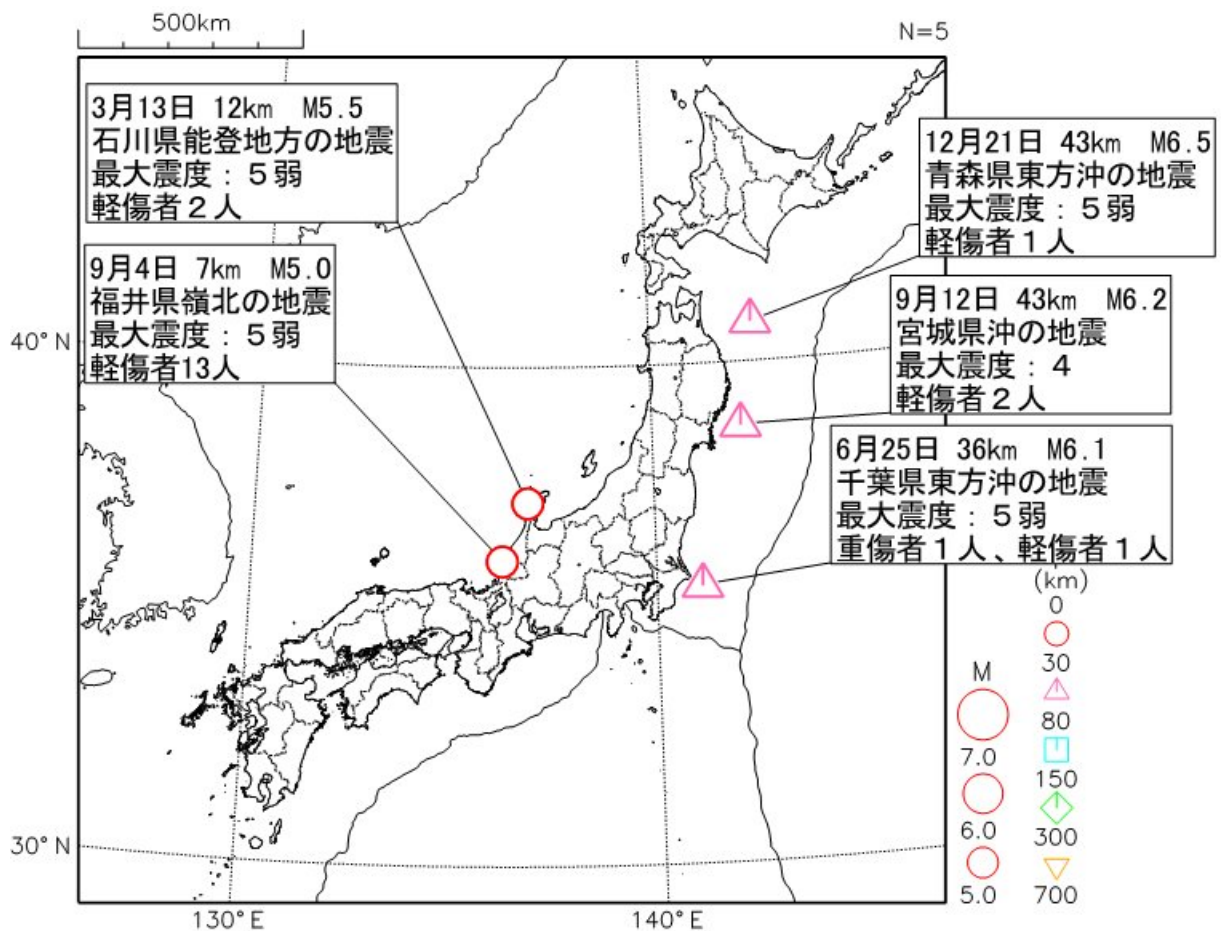 500km
N=5
3月13日 12km M5.5
石川県能登地方の地震
最大震度：５弱
軽傷者２人
9月4日 7km M5.0
福井県嶺北の地震
最大震度：５弱
軽傷者13人
12月21日 43km M6.5
青森県東方沖の地震
最大震度：５弱
軽傷者１人
9月12日 43km M6.2
宮城県沖の地震
最大震度：４
軽傷者２人
6月25日 36km M6.1
千葉県東方沖の地震
最大震度：５弱
重傷者１人、軽傷者１人
40°N
30°N
130°E
140°E
M
7.0
6.0
5.0
(km)
0
30
80
150
300
700